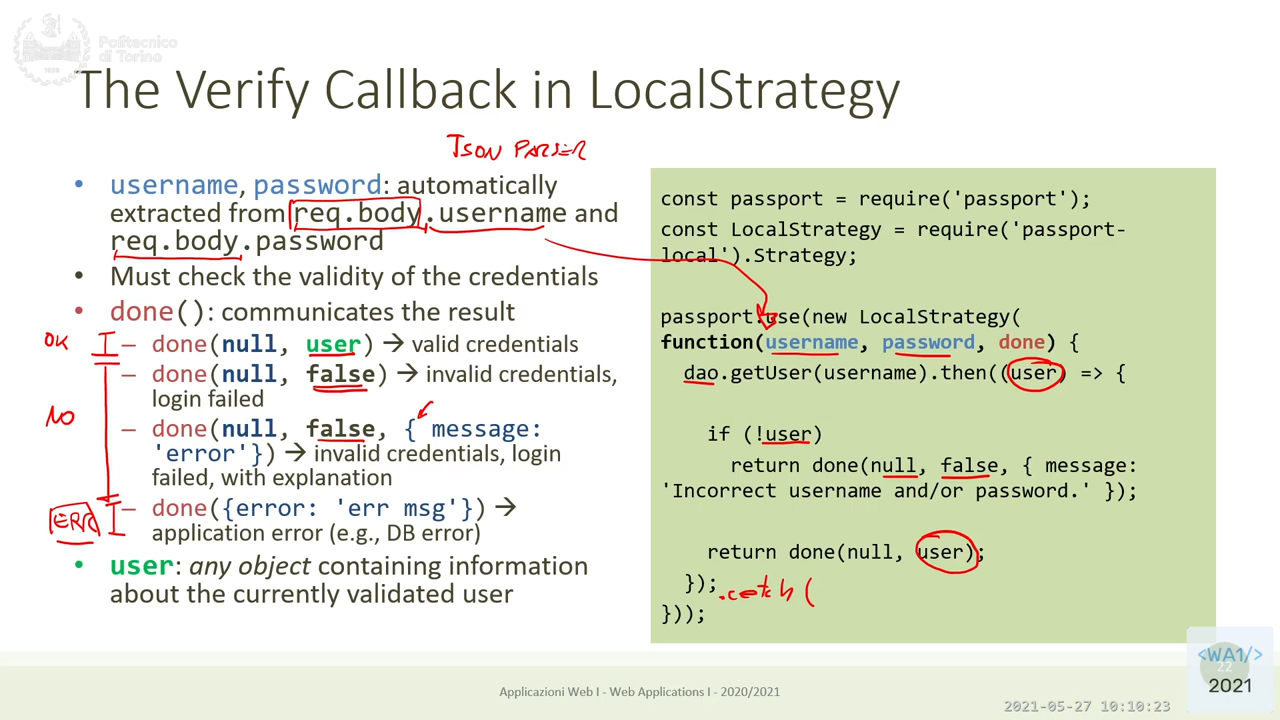 Politecnico
di Torino
The Verify Callback in LocalStrategy
JSON PARSER
• username, password: automatically
extracted from req.body.username and
req.body.password
• Must check the validity of the credentials
• done(): communicates the result
OK
– done(null, user) → valid credentials
– done(null, false) → invalid credentials,
login failed
NO
– done(null, false, { message:
'error'}) → invalid credentials, login
failed, with explanation
ERR
– done({error: 'err msg'}) →
application error (e.g., DB error)
• user: any object containing information
about the currently validated user
const passport = require('passport');
const LocalStrategy = require('passport-
local').Strategy;
passport.use(new LocalStrategy(
function(username, password, done) {
dao.getUser(username).then((user) => {
if (!user)
return done(null, false, { message:
'Incorrect username and/or password.' });
return done(null, user);
});
.catch(
}));
Applicazioni Web I - Web Applications I - 2020/2021
<WA1/>
22
2021
2021-05-27 10:10:23